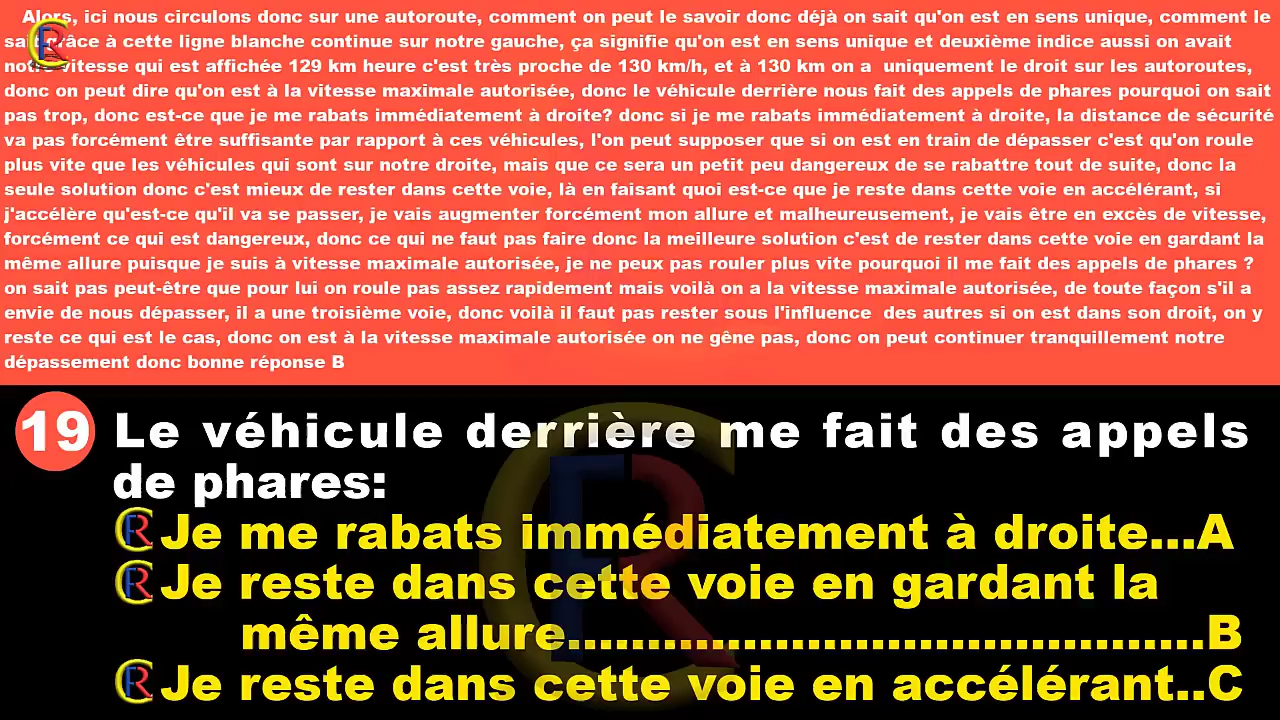 Alors, ici nous circulons donc sur une autoroute, comment on peut le savoir donc déjà on sait qu'on est en sens unique, comment le
sait grâce à cette ligne blanche continue sur notre gauche, ça signifie qu'on est en sens unique et deuxième indice aussi on avait
notre vitesse qui est affichée 129 km heure c'est très proche de 130 km/h, et à 130 km on a uniquement le droit sur les autoroutes,
donc on peut dire qu'on est à la vitesse maximale autorisée, donc le véhicule derrière nous fait des appels de phares pourquoi on sait
pas trop, donc est-ce que je me rabats immédiatement à droite? donc si je me rabats immédiatement à droite, la distance de sécurité
va pas forcément être suffisante par rapport à ces véhicules, l'on peut supposer que si on est en train de dépasser c'est qu'on roule
plus vite que les véhicules qui sont sur notre droite, mais que ce sera un petit peu dangereux de se rabattre tout de suite, donc la
seule solution donc c'est mieux de rester dans cette voie, là en faisant quoi est-ce que je reste dans cette voie en accélérant, si
j'accélère qu'est-ce qu'il va se passer, je vais augmenter forcément mon allure et malheureusement, je vais être en excès de vitesse,
forcément ce qui est dangereux, donc ce qui ne faut pas faire donc la meilleure solution c'est de rester dans cette voie en gardant la
même allure puisque je suis à vitesse maximale autorisée, je ne peux pas rouler plus vite pourquoi il me fait des appels de phares ?
on sait pas peut-être que pour lui on roule pas assez rapidement mais voilà on a la vitesse maximale autorisée, de toute façon s'il a
envie de nous dépasser, il a une troisième voie, donc voilà il faut pas rester sous l'influence des autres si on est dans son droit, on y
reste ce qui est le cas, donc on est à la vitesse maximale autorisée on ne gêne pas, donc on peut continuer tranquillement notre
dépassement donc bonne réponse B
19 Le véhicule derrière me fait des appels
de phares:
Je me rabats immédiatement à droite...A
Je reste dans cette voie en gardant la
même allure........................................B
Je reste dans cette voie en accélérant..C